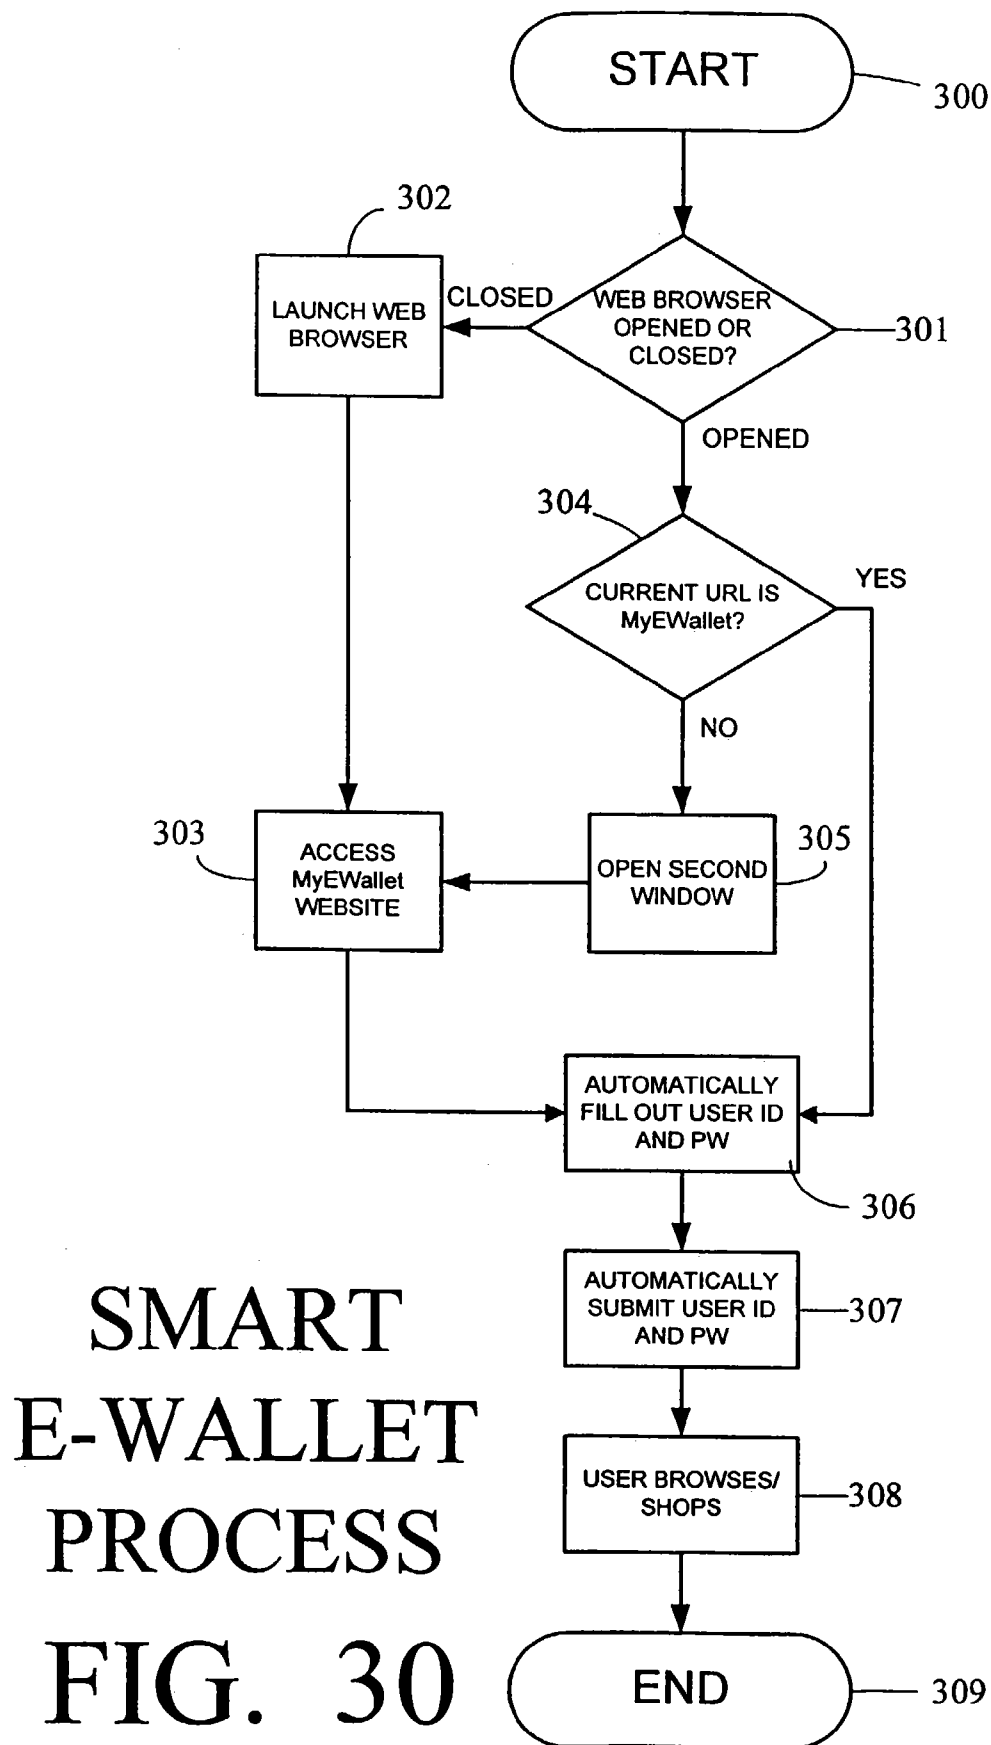 START
300
302
LAUNCH WEB
BROWSER
CLOSED
WEB BROWSER
OPENED OR
CLOSED?
301
OPENED
304
CURRENT URL IS
MyEWallet?
YES
NO
303
ACCESS
MyEWallet
WEBSITE
OPEN SECOND
WINDOW
305
AUTOMATICALLY
FILL OUT USER ID
AND PW
306
AUTOMATICALLY
SUBMIT USER ID
AND PW
307
USER BROWSES/
SHOPS
308
END
309
SMART
E-WALLET
PROCESS
FIG. 30